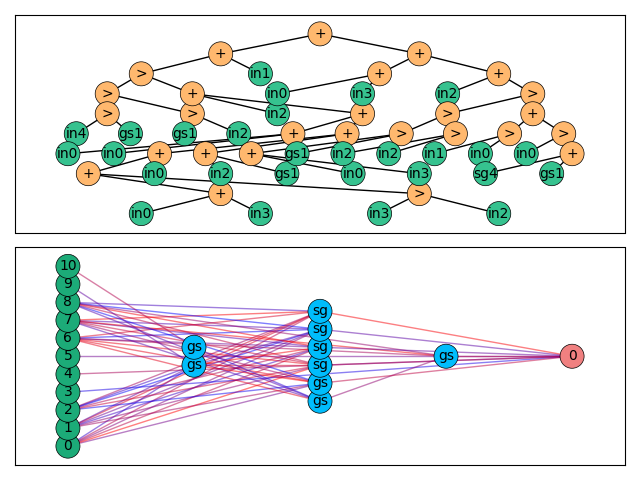 +
+ +
> + in1 + +
> + in0 in3 in2 >
> > in2 + > +
in4 gs1 gs1 in2 + + > > > >
in0 in0 + + + gs1 in2 in2 in1 in0 in0 +
+ in0 in2 gs1 in0 in3 sg4 gs1
+ >
in0 in3 in3 in2
10
9
8
7
6
5
4
3
2
1
0
gs
gs
sg
sg
sg
sg
gs
gs
gs
0